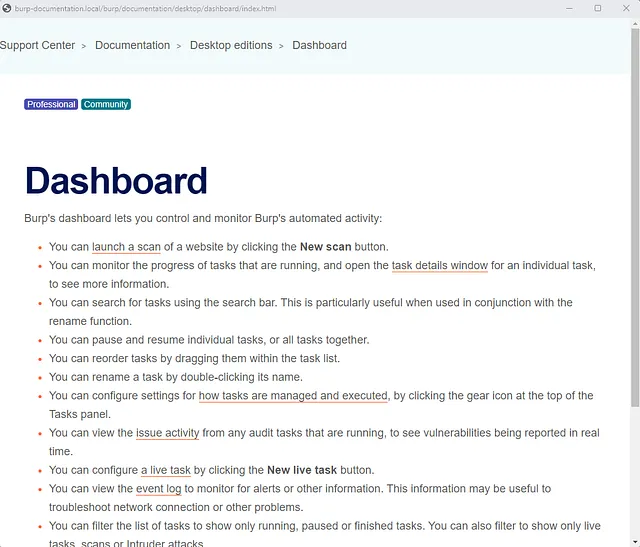 burp-documentation.local/burp/documentation/desktop/dashboard/index.html
Support Center > Documentation > Desktop editions > Dashboard
Professional Community
Dashboard
Burp's dashboard lets you control and monitor Burp's automated activity:
• You can launch a scan of a website by clicking the New scan button.
• You can monitor the progress of tasks that are running, and open the task details window for an individual task,
to see more information.
• You can search for tasks using the search bar. This is particularly useful when used in conjunction with the
rename function.
• You can pause and resume individual tasks, or all tasks together.
• You can reorder tasks by dragging them within the task list.
• You can rename a task by double-clicking its name.
• You can configure settings for how tasks are managed and executed, by clicking the gear icon at the top of the
Tasks panel.
• You can view the issue activity from any audit tasks that are running, to see vulnerabilities being reported in real
time.
• You can configure a live task by clicking the New live task button.
• You can view the event log to monitor for alerts or other information. This information may be useful to
troubleshoot network connection or other problems.
• You can filter the list of tasks to show only running, paused or finished tasks. You can also filter to show only live
tasks, scans or Intruder attacks.